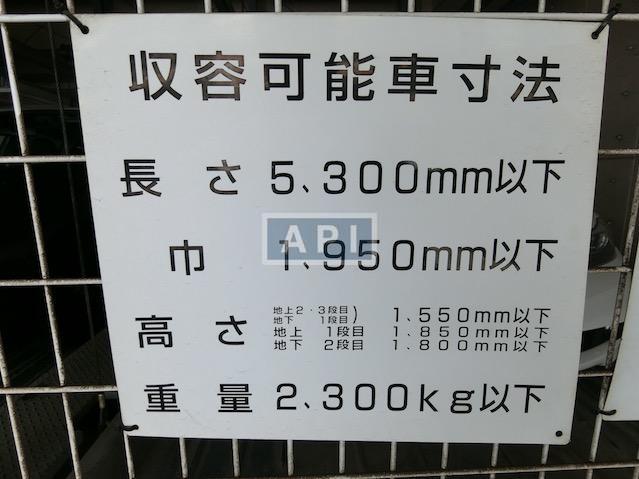 収容可能車寸法
長さ 5、300mm以下
API
巾 1、950mm以下
高さ 地上2・3段目) 1、550mm以下
地下 1段目
地上 1段目 1、850mm以下
地下 2段目 1、800mm以下
重量 2、300kg以下